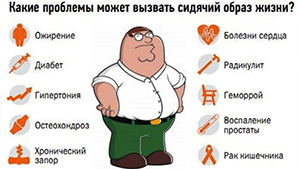 Какие проблемы может вызвать сидячий образ жизни?
Ожирение
Диабет
Гипертония
Остеохондроз
Хронический
запор
Болезни сердца
Радикулит
Геморрой
Воспаление
простаты
Рак кишечника